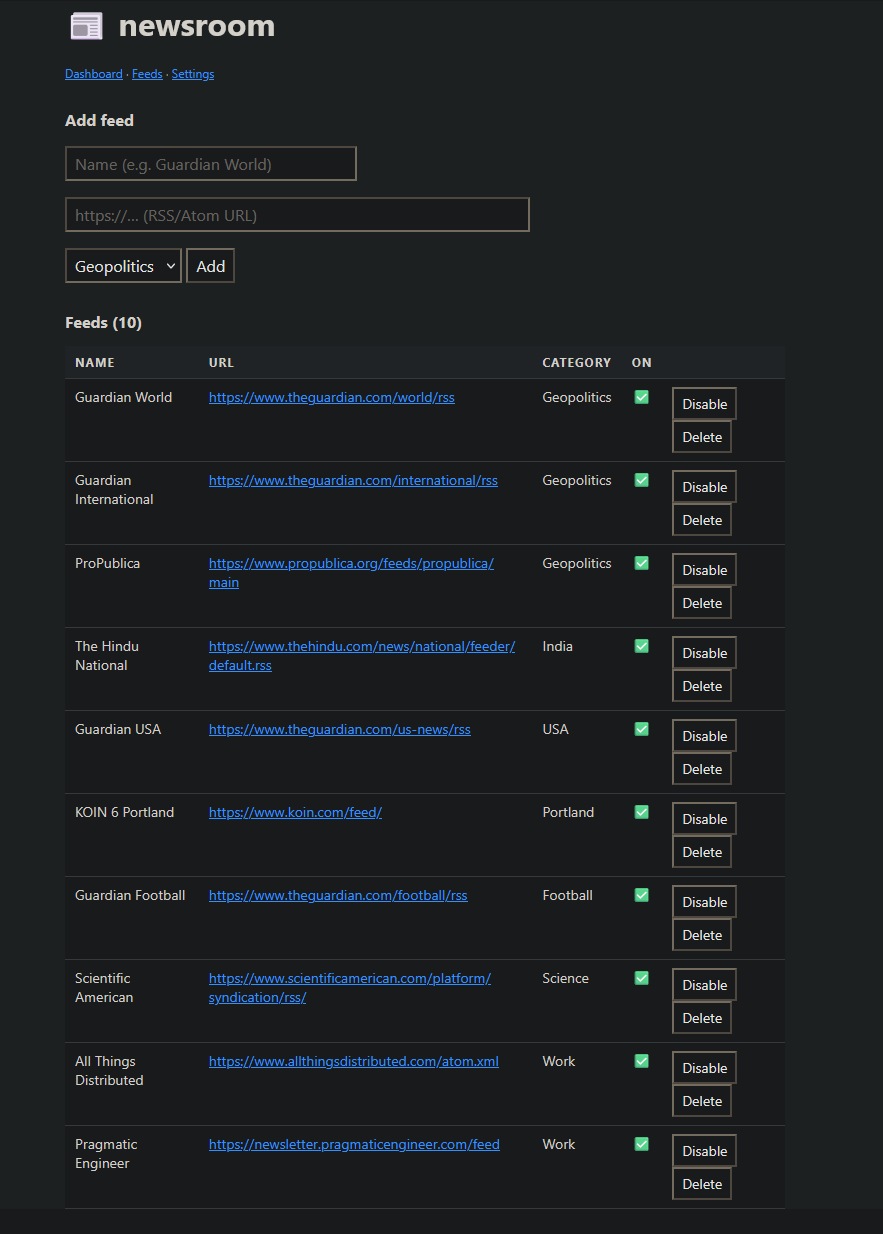 newsroom
Dashboard · Feeds · Settings
Add feed
Name (e.g. Guardian World)
https://... (RSS/Atom URL)
Geopolitics Add
Feeds (10)
NAME URL CATEGORY ON
Guardian World https://www.theguardian.com/world/rss Geopolitics Disable
Delete
Guardian https://www.theguardian.com/international/rss Geopolitics Disable
International
Delete
ProPublica https://www.propublica.org/feeds/propublica/ Geopolitics Disable
main
Delete
The Hindu https://www.thehindu.com/news/national/feeder/ India Disable
National default.rss
Delete
Guardian USA https://www.theguardian.com/us-news/rss USA Disable
Delete
KOIN 6 Portland https://www.koin.com/feed/ Portland Disable
Delete
Guardian Football https://www.theguardian.com/football/rss Football Disable
Delete
Scientific https://www.scientificamerican.com/platform/ Science Disable
American syndication/rss/
Delete
All Things https://www.allthingsdistributed.com/atom.xml Work Disable
Distributed
Delete
Pragmatic https://newsletter.pragmaticengineer.com/feed Work Disable
Engineer
Delete